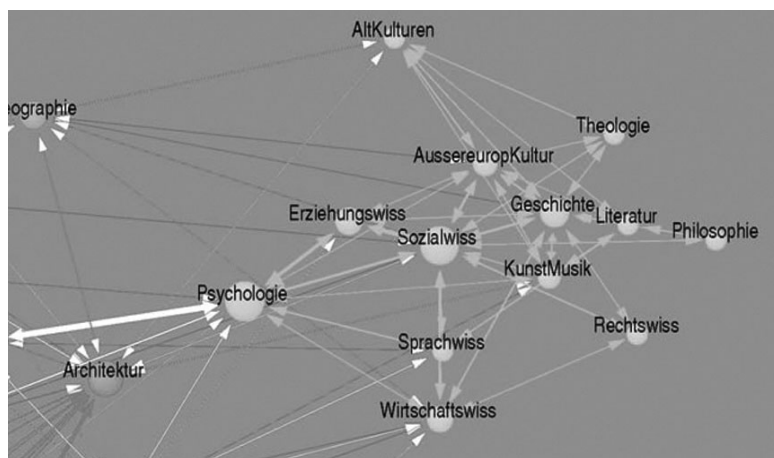 AltKulturen
eographie
Theologie
AussereuropKultur
Erziehungswiss
Geschichte
Literatur
Sozialwiss
Philosophie
KunstMusik
Psychologie
Rechtswiss
Sprachwiss
Architektur
Wirtschaftswiss